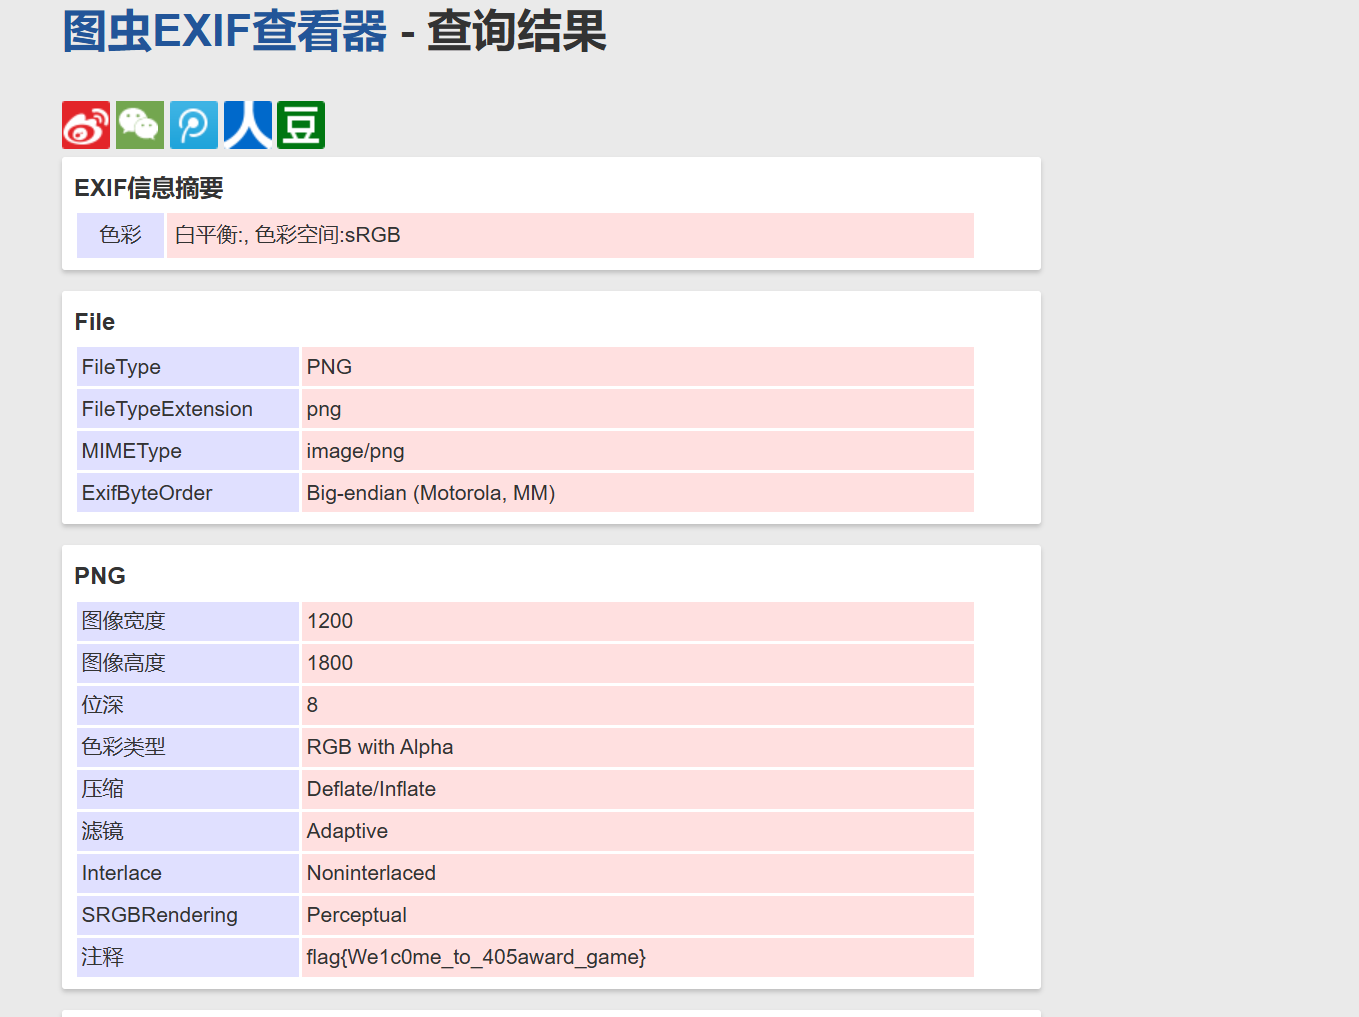 图虫EXIF查看器 - 查询结果
人 豆
EXIF信息摘要
色彩 白平衡:, 色彩空间:sRGB
File
FileType PNG
FileTypeExtension png
MIMEType image/png
ExifByteOrder Big-endian (Motorola, MM)
PNG
图像宽度 1200
图像高度 1800
位深 8
色彩类型 RGB with Alpha
压缩 Deflate/Inflate
滤镜 Adaptive
Interlace Noninterlaced
SRGBRendering Perceptual
注释 flag{We1c0me_to_405award_game}